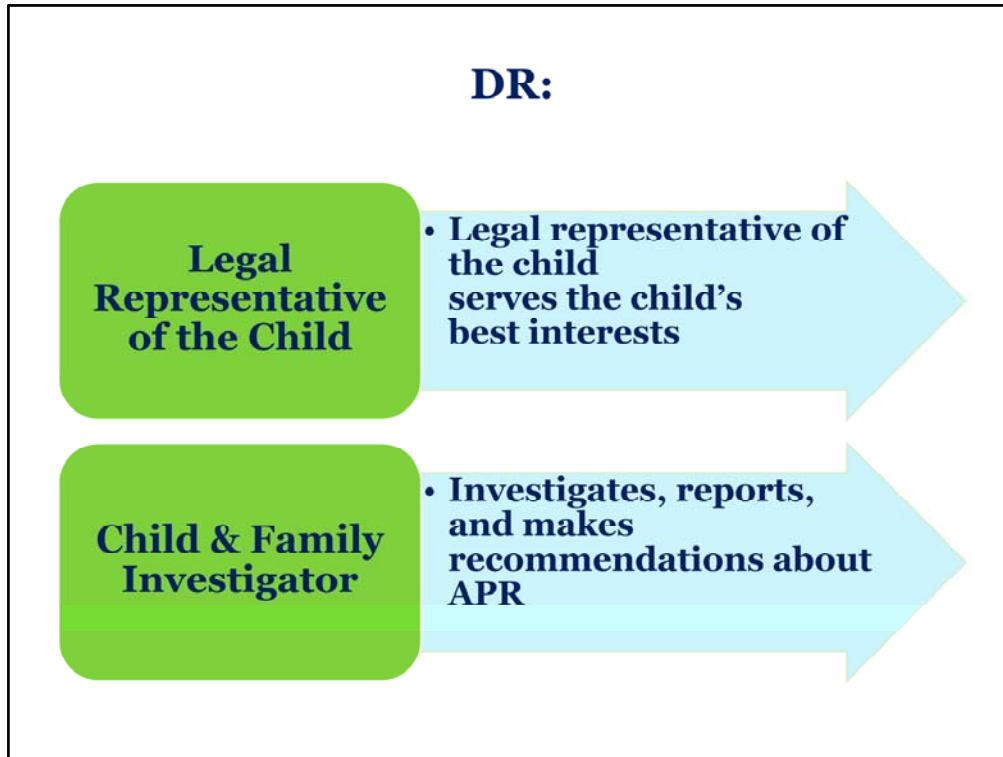 DR:
Legal
Representative
of the Child
• Legal representative of
the child
serves the child’s
best interests
Child & Family
Investigator
• Investigates, reports,
and makes
recommendations about
APR